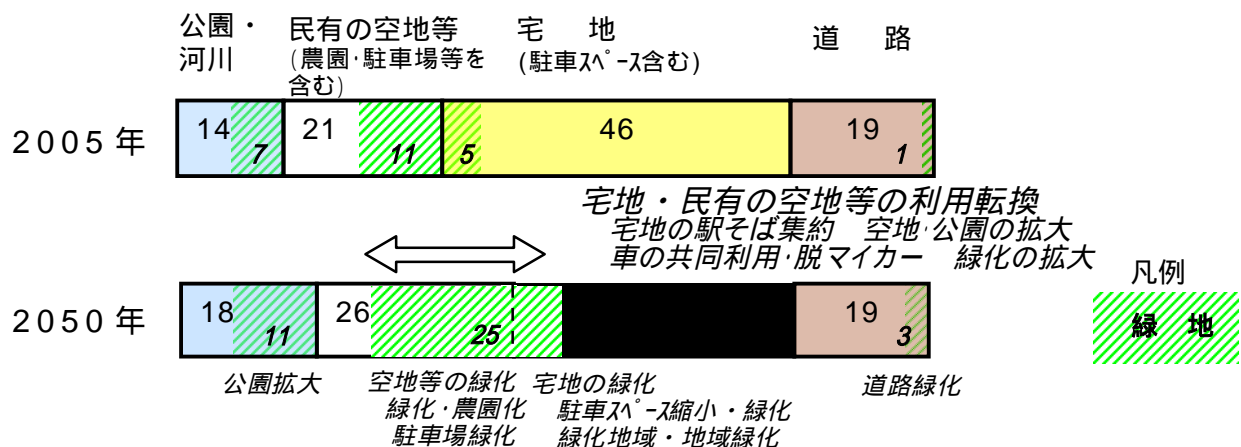 公園・
河川
民有の空地等
(農園･駐車場等を
含む)
宅 地
(駐車ｽﾍﾟｰｽ含む)
道 路
2005年
14
7
21
11
5
46
19
1
宅地・民有の空地等の利用転換
宅地の駅そば集約 空地･公園の拡大
車の共同利用･脱マイカー 緑化の拡大
凡例
緑 地
2050年
18
11
26
25
19
3
公園拡大
空地等の緑化
緑化･農園化
駐車場緑化
宅地の緑化
駐車ｽﾍﾟｰｽ縮小・緑化
緑化地域・地域緑化
道路緑化